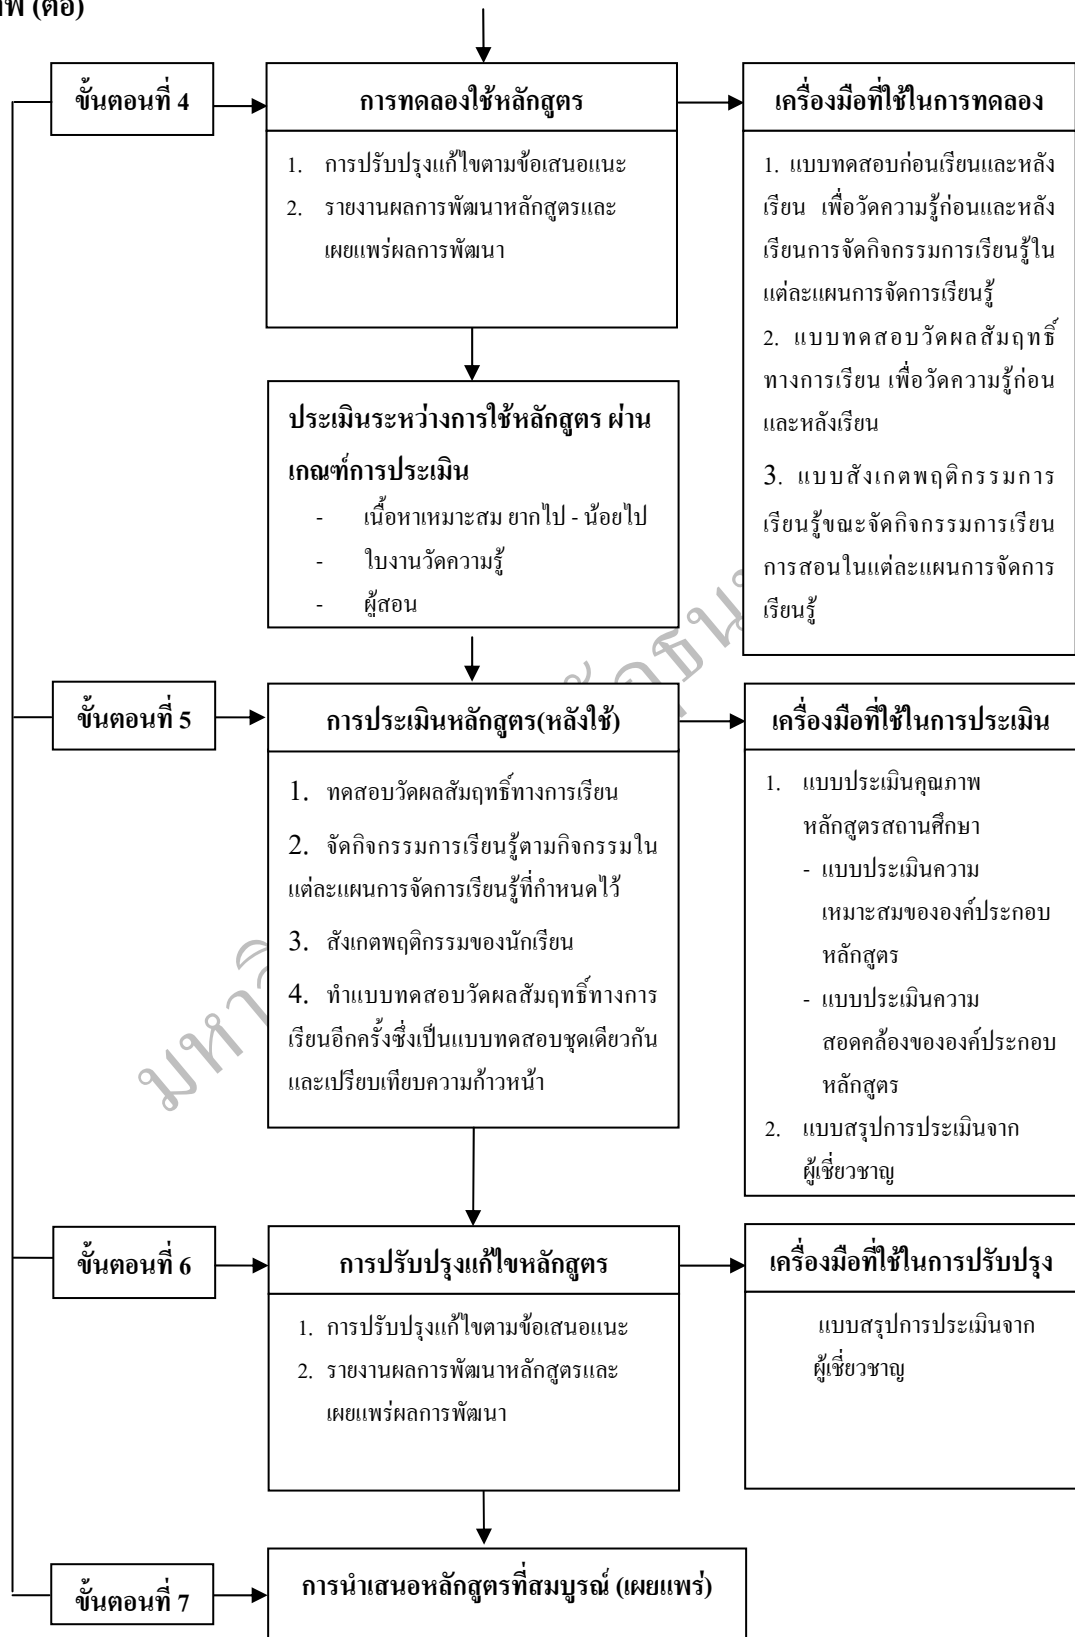 (ต่อ)
ขั้นตอนที่ 4
การทดลองใช้หลักสูตร
1. การปรับปรุงแก้ไขตามข้อเสนอแนะ
2. รายงานผลการพัฒนาหลักสูตรและ
เผยแพร่ผลการพัฒนา
เครื่องมือที่ใช้ในการทดลอง
1. แบบทดสอบก่อนเรียนและหลัง
เรียน เพื่อวัดความรู้ก่อนและหลัง
เรียนการจัดกิจกรรมการเรียนรู้ใน
แต่ละแผนการจัดการเรียนรู้
2. แบบทดสอบวัดผลสัมฤทธิ์
ทางการเรียน เพื่อวัดความรู้ก่อน
และหลังเรียน
3. แบบสังเกตพฤติกรรมการ
เรียนรู้ขณะจัดกิจกรรมการเรียน
การสอนในแต่ละแผนการจัดการ
เรียนรู้
ประเมินระหว่างการใช้หลักสูตร ผ่าน
เกณฑ์การประเมิน
- เนื้อหาเหมาะสม ยากไป - น้อยไป
- ใบงานวัดความรู้
- ผู้สอน
ขั้นตอนที่ 5
การประเมินหลักสูตร(หลังใช้)
1. ทดสอบวัดผลสัมฤทธิ์ทางการเรียน
2. จัดกิจกรรมการเรียนรู้ตามกิจกรรมใน
แต่ละแผนการจัดการเรียนรู้ที่กำหนดไว้
3. สังเกตพฤติกรรมของนักเรียน
4. ทำแบบทดสอบวัดผลสัมฤทธิ์ทางการ
เรียนอีกครั้งซึ่งเป็นแบบทดสอบชุดเดียวกัน
และเปรียบเทียบความก้าวหน้า
เครื่องมือที่ใช้ในการประเมิน
1. แบบประเมินคุณภาพ
หลักสูตรสถานศึกษา
- แบบประเมินความ
เหมาะสมขององค์ประกอบ
หลักสูตร
- แบบประเมินความ
สอดคล้องขององค์ประกอบ
หลักสูตร
2. แบบสรุปการประเมินจาก
ผู้เชี่ยวชาญ
ขั้นตอนที่ 6
การปรับปรุงแก้ไขหลักสูตร
1. การปรับปรุงแก้ไขตามข้อเสนอแนะ
2. รายงานผลการพัฒนาหลักสูตรและ
เผยแพร่ผลการพัฒนา
เครื่องมือที่ใช้ในการปรับปรุง
แบบสรุปการประเมินจาก
ผู้เชี่ยวชาญ
ขั้นตอนที่ 7
การนำเสนอหลักสูตรที่สมบูรณ์ (เผยแพร่)